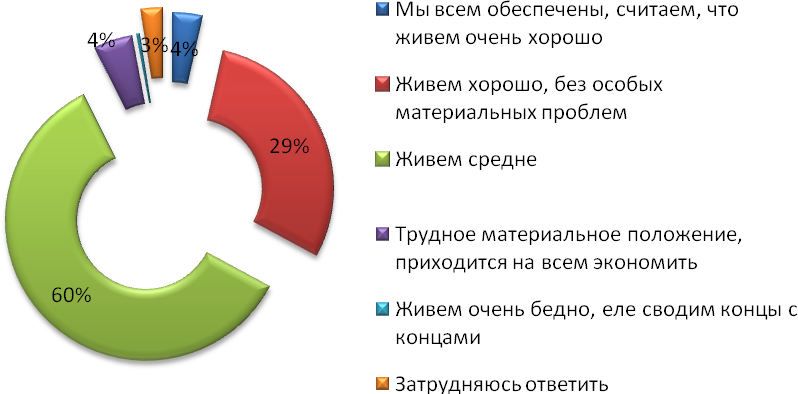 4%
3%
4%
29%
60%
Мы всем обеспечены, считаем, что
живем очень хорошо
Живем хорошо, без особых
материальных проблем
Живем средне
Трудное материальное положение,
приходится на всем экономить
Живем очень бедно, еле сводим концы с
концами
Затрудняюсь ответить